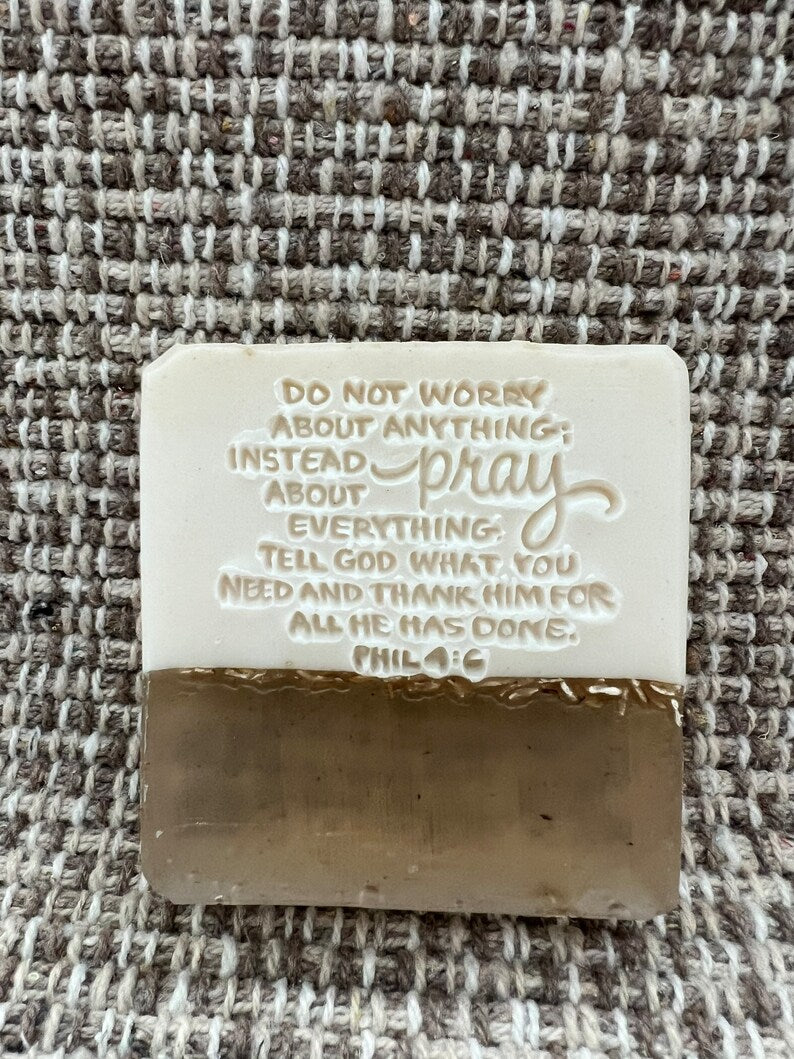 DO NOT WORRY
ABOUT ANYTHING;
INSTEAD pray
ABOUT
EVERYTHING.
TELL GOD WHAT YOU
NEED AND THANK HIM FOR
ALL HE HAS DONE.
PHIL 4:6